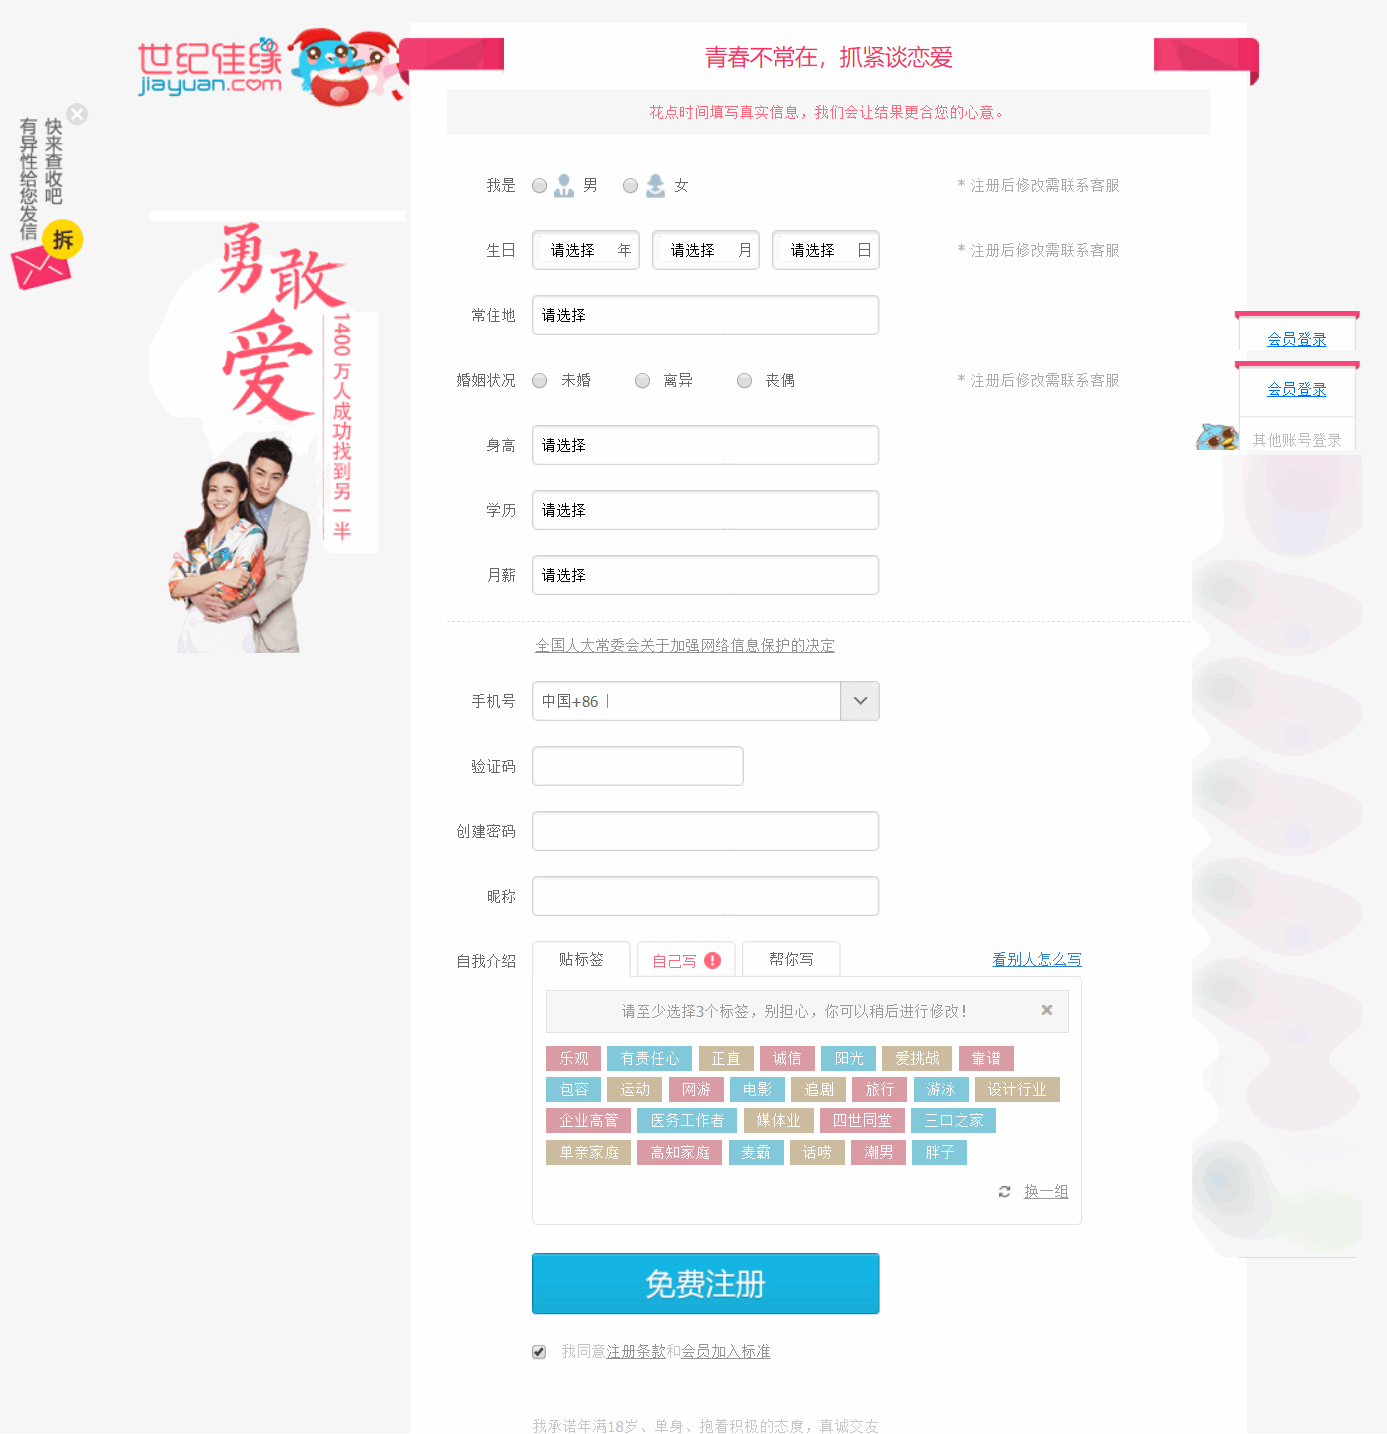 世纪佳缘
jiayuan.com
青春不常在，抓紧谈恋爱
花点时间填写真实信息，我们会让结果更合您的心意。
快来查收吧
有异性给您发信
拆
勇敢
爱
1400万人成功找到另一半
我是 男 女 * 注册后修改需联系客服
生日 请选择 年 请选择 月 请选择 日 * 注册后修改需联系客服
常住地 请选择
会员登录
婚姻状况 未婚 离异 丧偶 * 注册后修改需联系客服
会员登录
身高 请选择
其他账号登录
学历 请选择
月薪 请选择
全国人大常委会关于加强网络信息保护的决定
手机号 中国+86
验证码
创建密码
昵称
自我介绍 贴标签 自己写 帮你写 看别人怎么写
请至少选择3个标签，别担心，你可以稍后进行修改！
乐观 有责任心 正直 诚信 阳光 爱挑战 靠谱
包容 运动 网游 电影 追剧 旅行 游泳 设计行业
企业高管 医务工作者 媒体业 四世同堂 三口之家
单亲家庭 高知家庭 麦霸 话唠 潮男 胖子
换一组
免费注册
我同意注册条款和会员加入标准
我承诺年满18岁、单身、抱着积极的态度，真诚交友